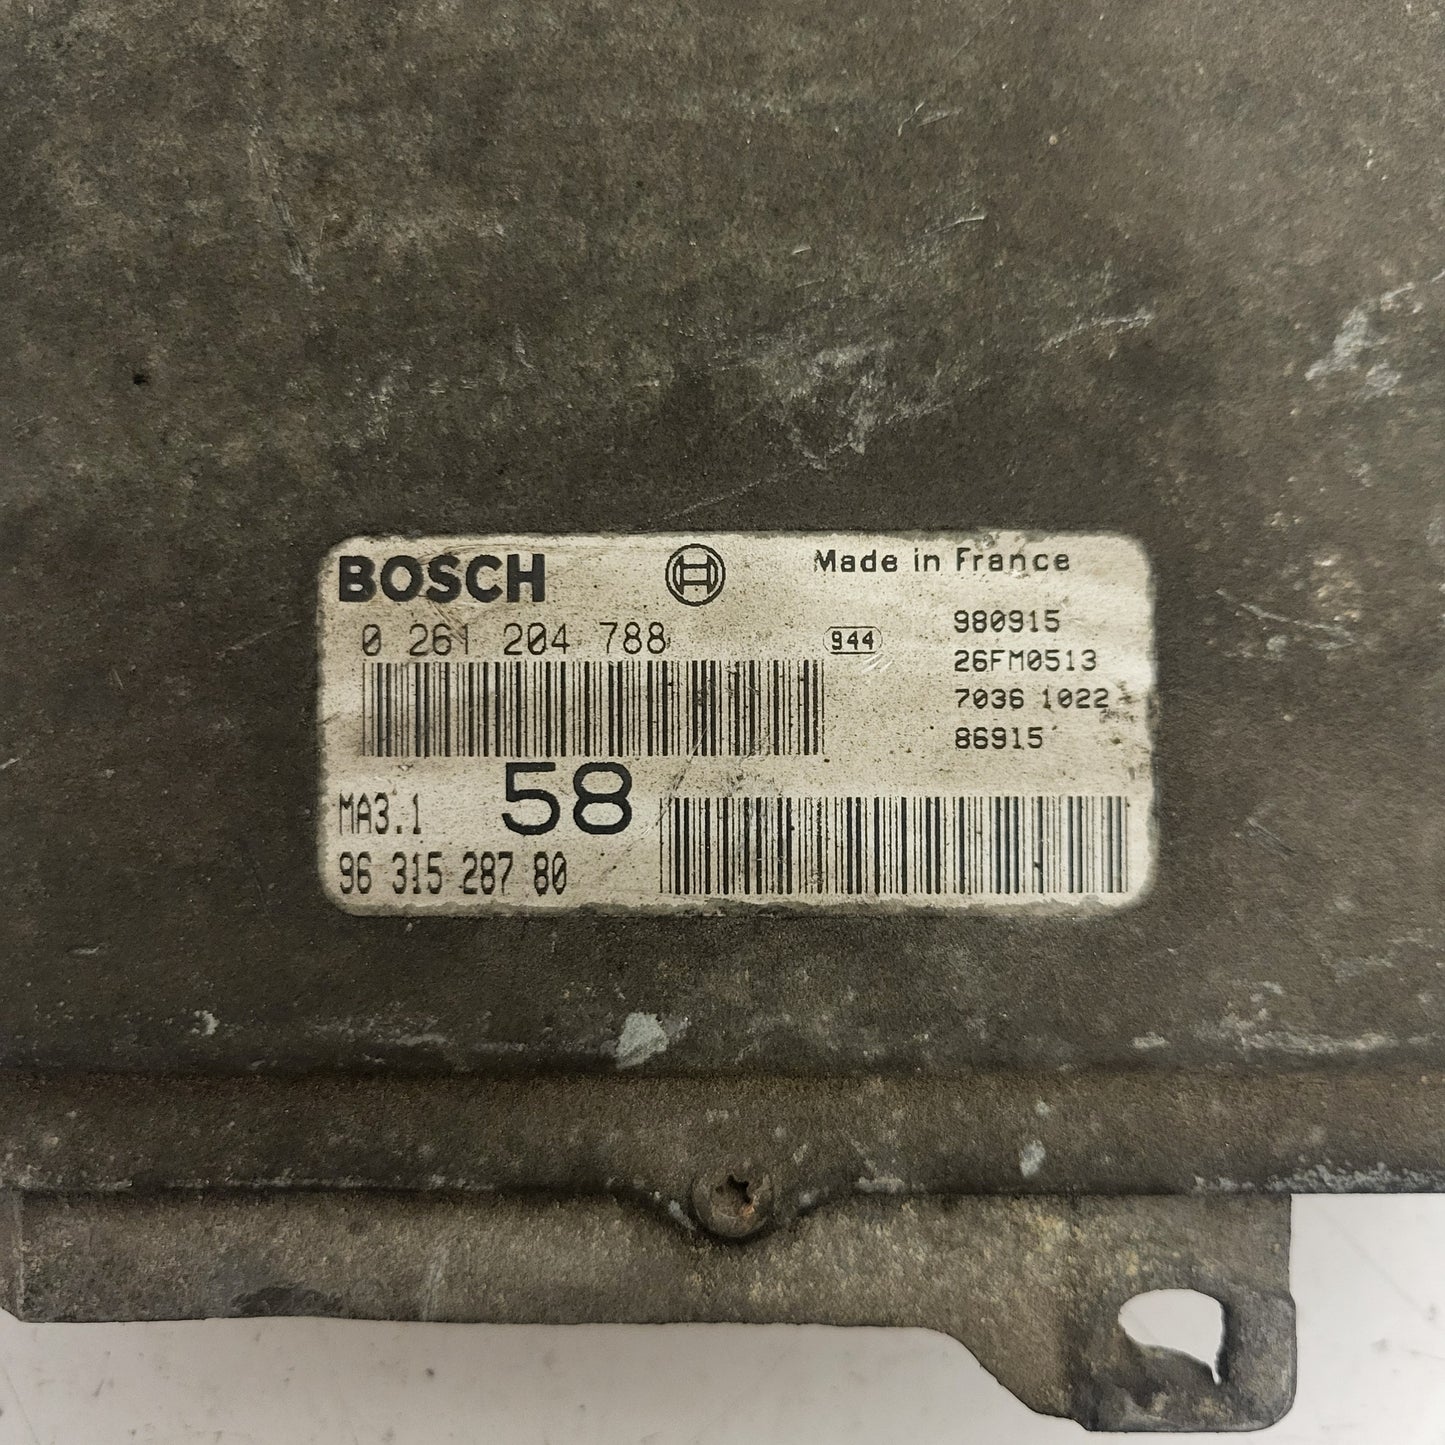 BOSCH
Made in France
0 261 204 788
944
980915
26FM0513
7036 1022
86915
MA3.1
58
96 315 287 80